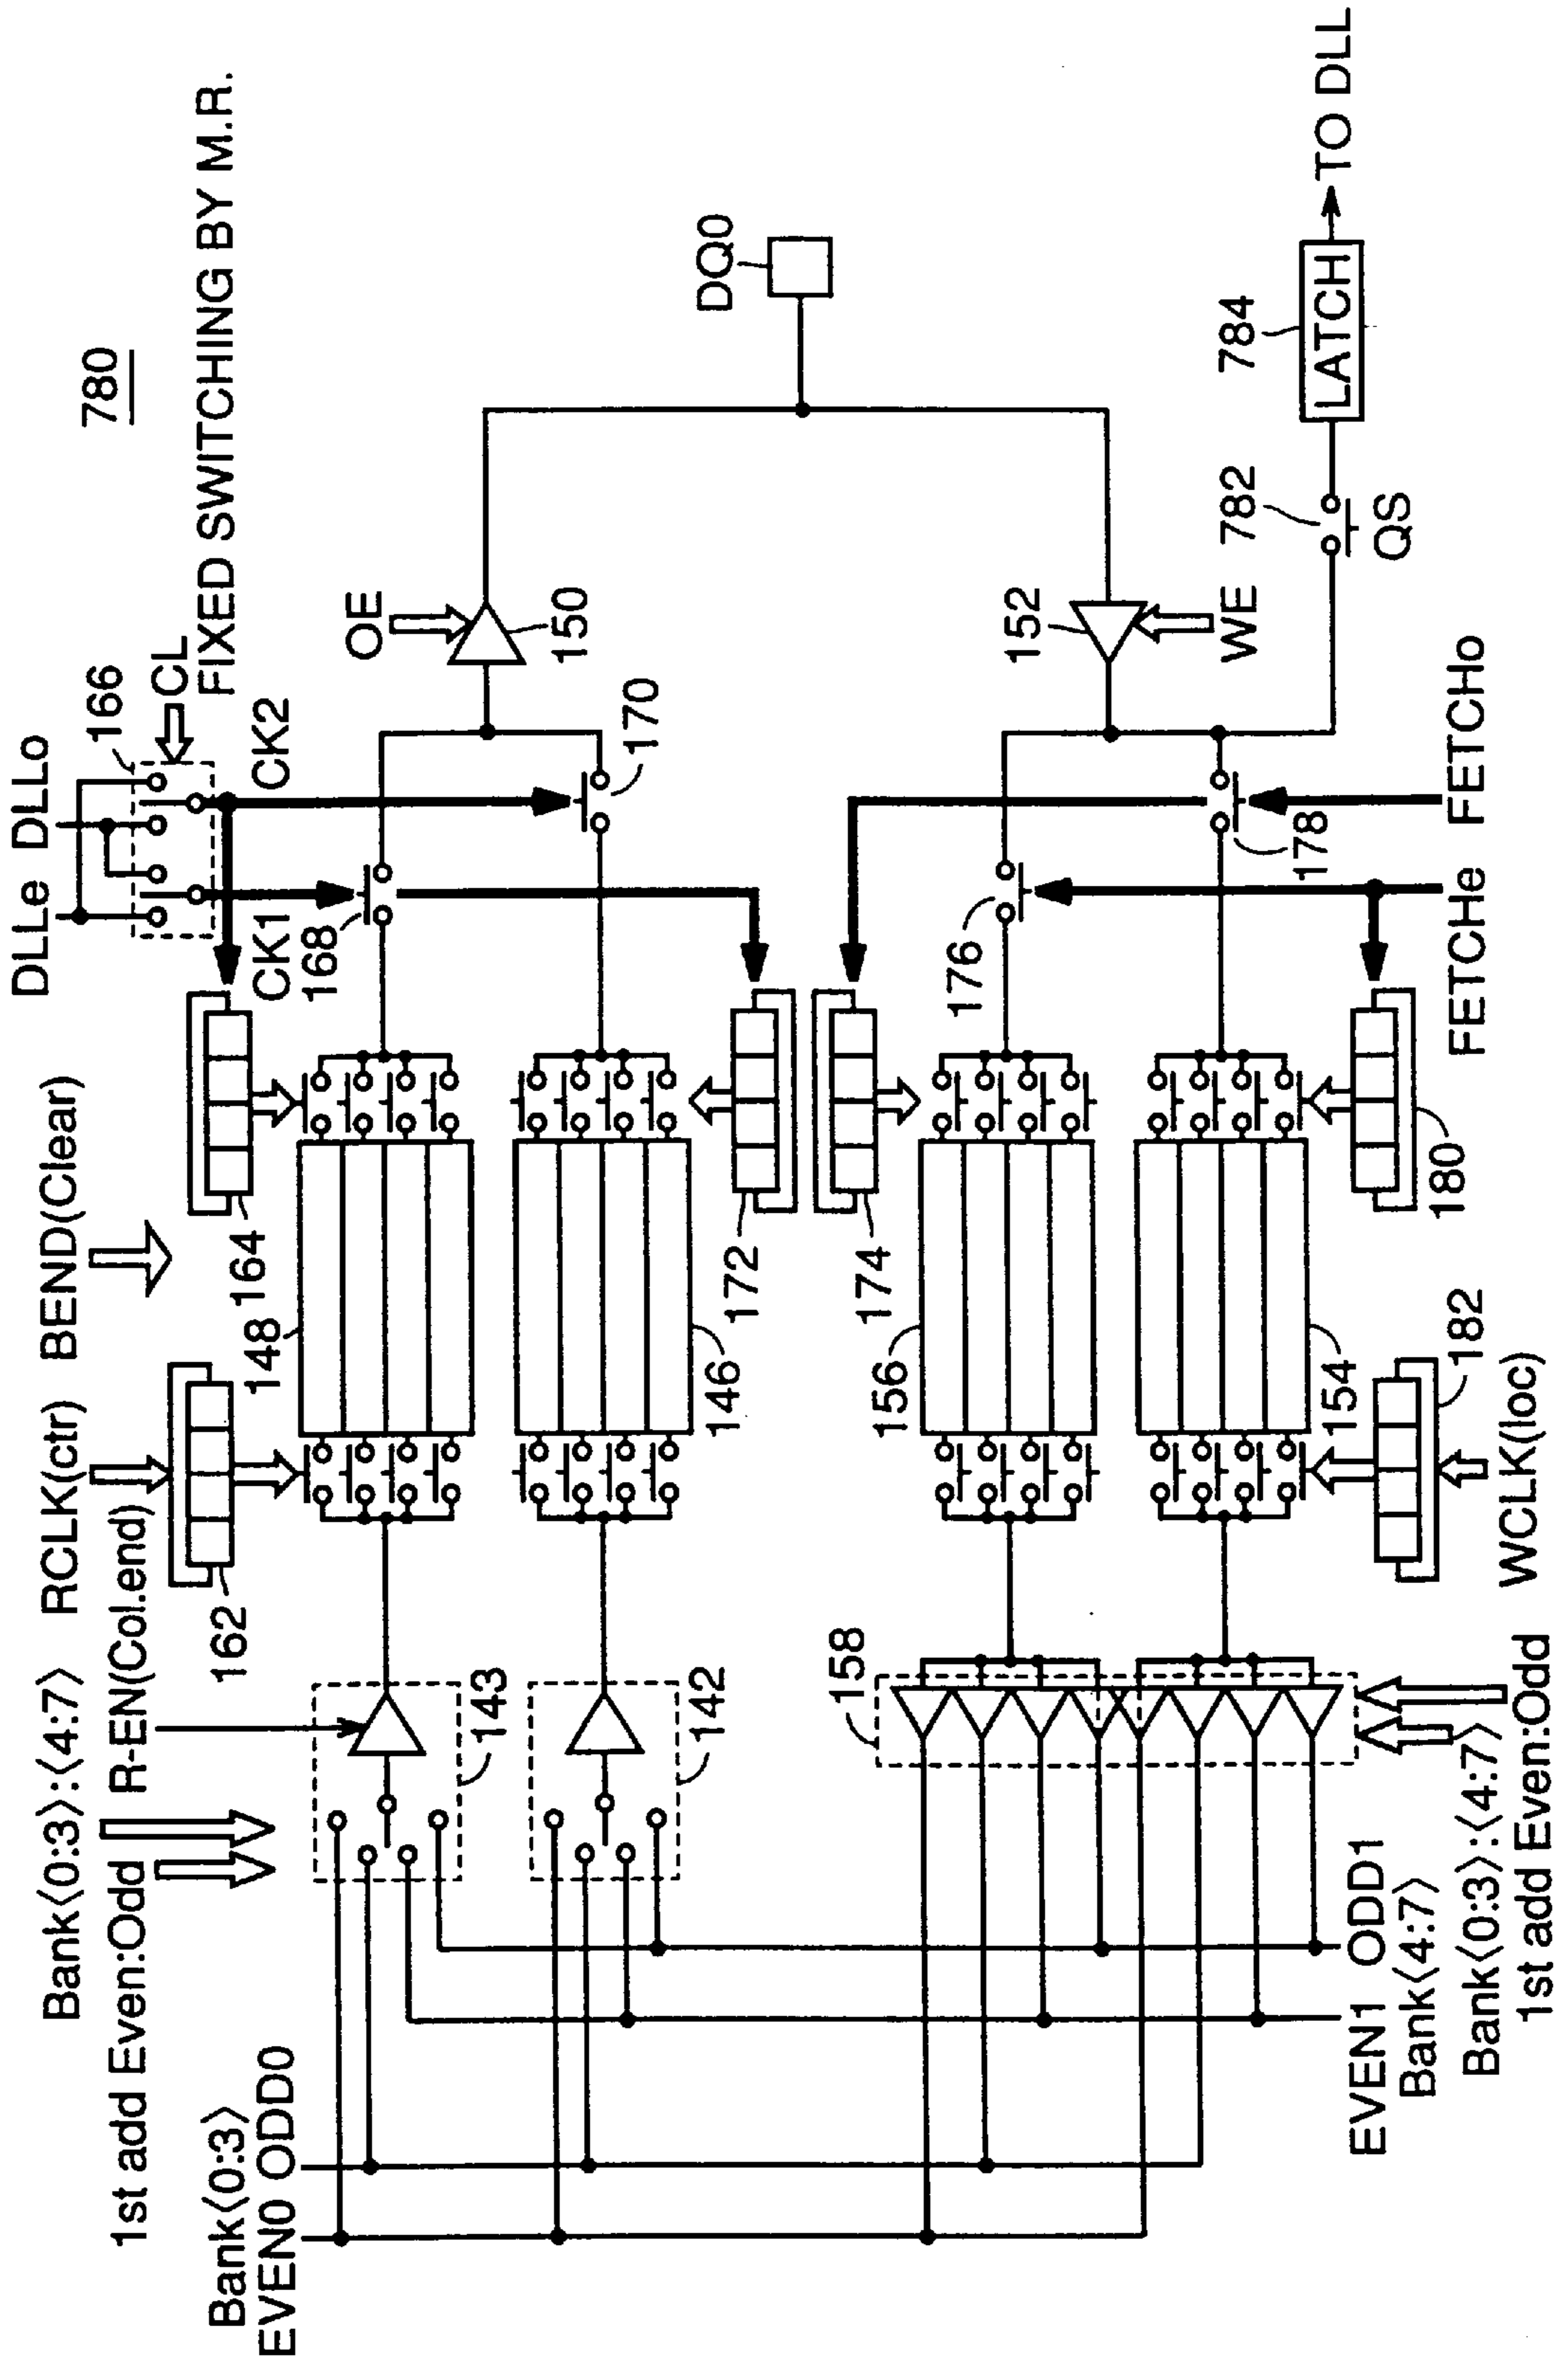 780
DLLe DLLo
166
CL
FIXED SWITCHING BY M.R.
CK1
CK2
168
170
OE
150
DQ0
BEND(Clear)
164
RCLK(ctr)
162
148
146
172
Bank⟨0:3⟩:⟨4:7⟩
1st add Even:Odd
R-EN(Col.end)
143
142
Bank⟨0:3⟩
EVEN0 ODD0
158
156
154
174
176
178
180
182
WCLK(loc)
152
WE
782
QS
784
LATCH
TO DLL
FETCHe FETCHo
EVEN1 ODD1
Bank⟨4:7⟩
Bank⟨0:3⟩:⟨4:7⟩
1st add Even:Odd